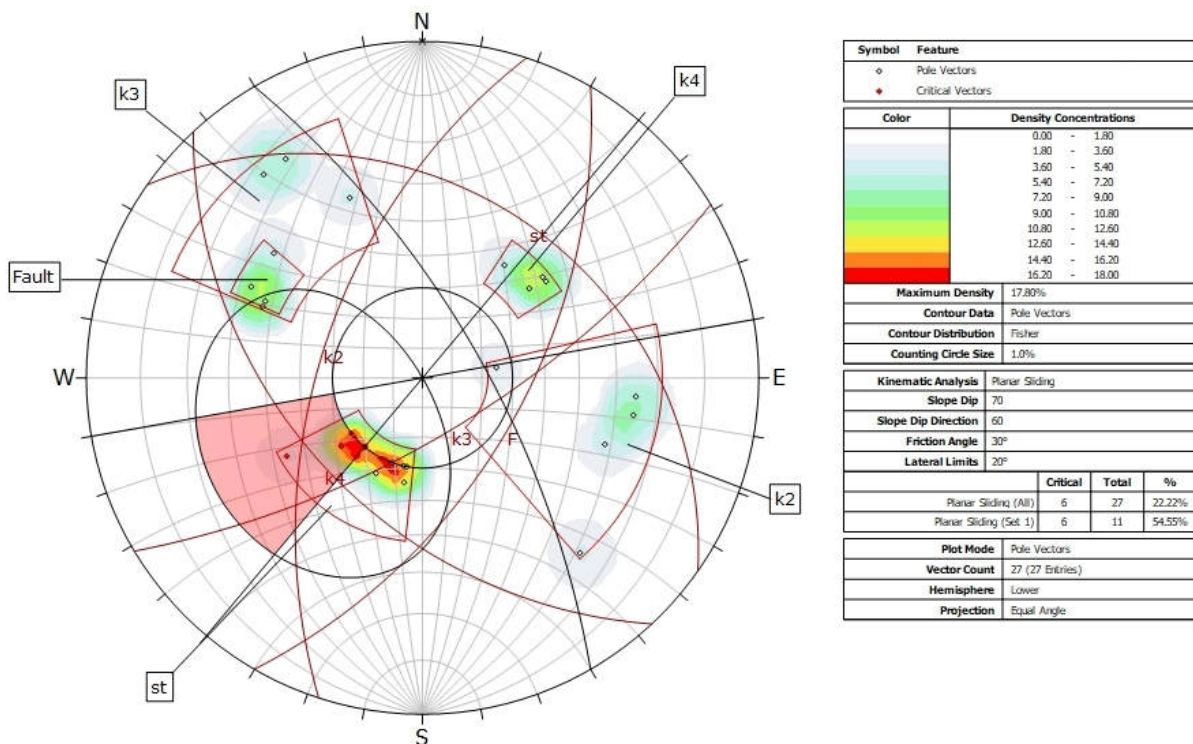 N
k3
k4
st
Fault
k2
W
E
k3
F
k4
k2
st
S
Symbol Feature
Pole Vectors
Critical Vectors
Color Density Concentrations
0.00 - 1.80
1.80 - 3.60
3.60 - 5.40
5.40 - 7.20
7.20 - 9.00
9.00 - 10.80
10.80 - 12.60
12.60 - 14.40
14.40 - 16.20
16.20 - 18.00
Maximum Density 17.80%
Contour Data Pole Vectors
Contour Distribution Fisher
Counting Circle Size 1.0%
Kinematic Analysis Planar Sliding
Slope Dip 70
Slope Dip Direction 60
Friction Angle 30°
Lateral Limits 20°
Critical Total %
Planar Sliding (All) 6 27 22.22%
Planar Sliding (Set 1) 6 11 54.55%
Plot Mode Pole Vectors
Vector Count 27 (27 Entries)
Hemisphere Lower
Projection Equal Angle